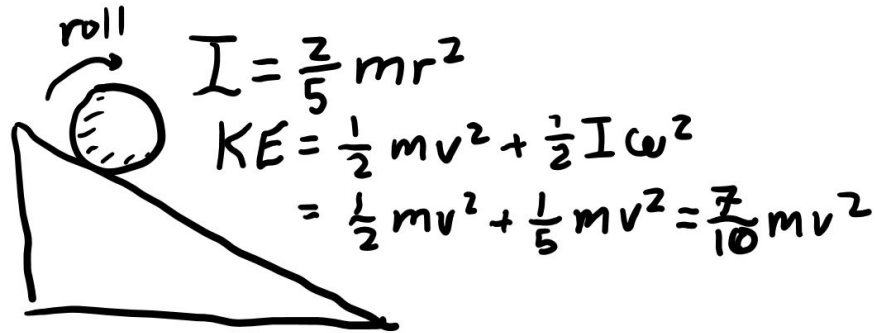 roll
I = 2/5 mr²
KE = 1/2 mv² + 1/2 Iω²
= 1/2 mv² + 1/5 mv² = 7/10 mv²